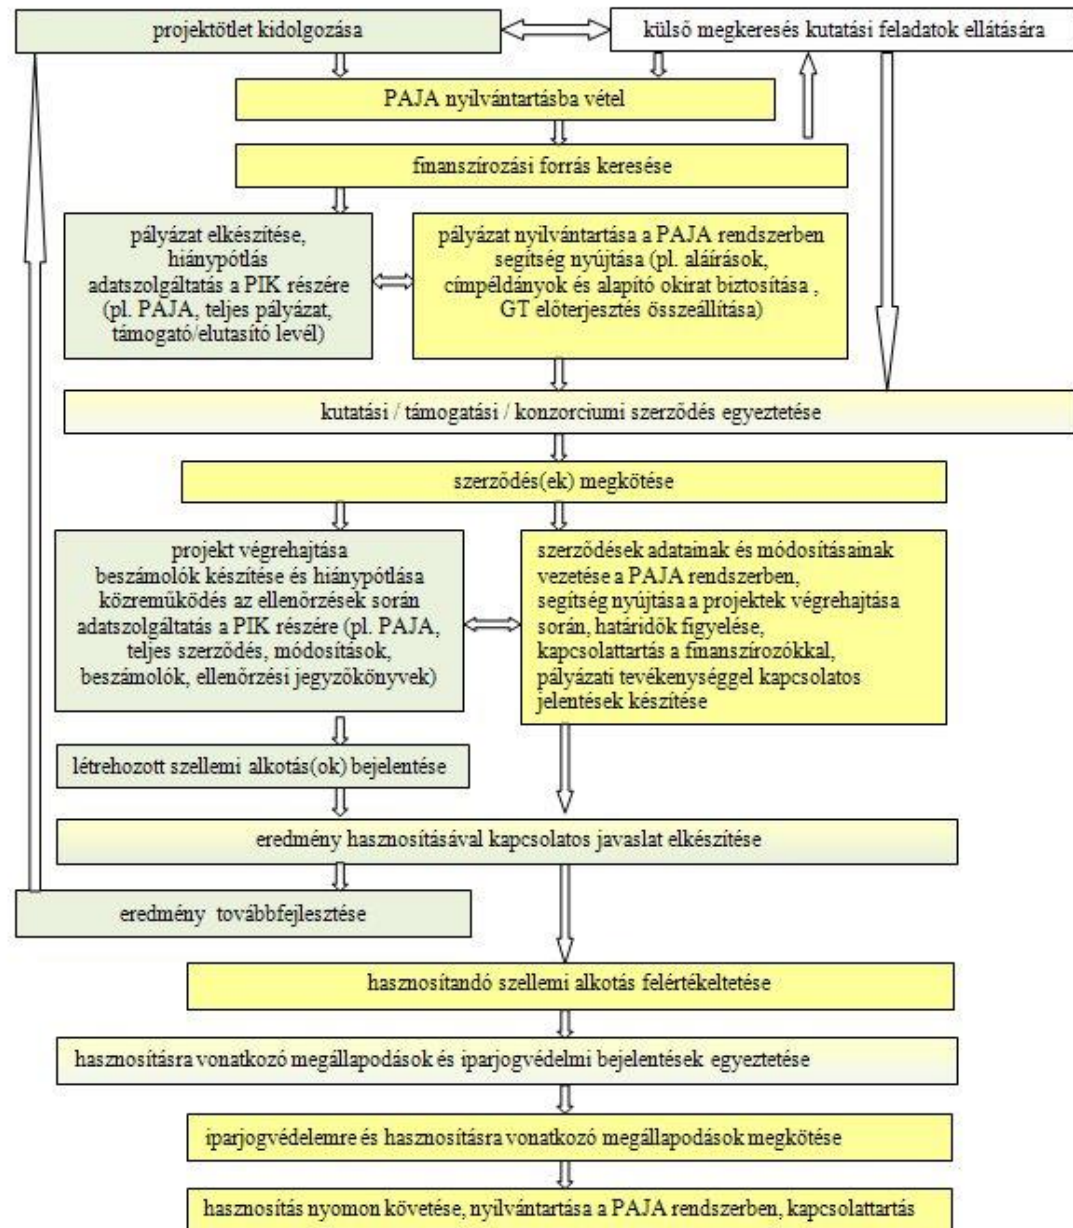 projektötlet kidolgozása
külső megkeresés kutatási feladatok ellátására
PAJA nyilvántartásba vétel
finanszírozási forrás keresése
pályázat elkészítése,
hiánypótlás
adatszolgáltatás a PIK részére
(pl. PAJA, teljes pályázat,
támogató/elutasító levél)
pályázat nyilvántartása a PAJA rendszerben
segítség nyújtása (pl. aláírások,
címpéldányok és alapító okirat biztosítása ,
GT előterjesztés összeállítása)
kutatási / támogatási / konzorciumi szerződés egyeztetése
szerződés(ek) megkötése
projekt végrehajtása
beszámolók készítése és hiánypótlása
közreműködés az ellenőrzések során
adatszolgáltatás a PIK részére (pl. PAJA,
teljes szerződés, módosítások,
beszámolók, ellenőrzési jegyzőkönyvek)
szerződések adatainak és módosításainak
vezetése a PAJA rendszerben,
segítség nyújtása a projektek végrehajtása
során, határidők figyelése,
kapcsolattartás a finanszírozókkal,
pályázati tevékenységgel kapcsolatos
jelentések készítése
létrehozott szellemi alkotás(ok) bejelentése
eredmény hasznosításával kapcsolatos javaslat elkészítése
eredmény továbbfejlesztése
hasznosítandó szellemi alkotás felértékeltetése
hasznosításra vonatkozó megállapodások és iparjogvédelmi bejelentések egyeztetése
iparjogvédelemre és hasznosításra vonatkozó megállapodások megkötése
hasznosítás nyomon követése, nyilvántartása a PAJA rendszerben, kapcsolattartás